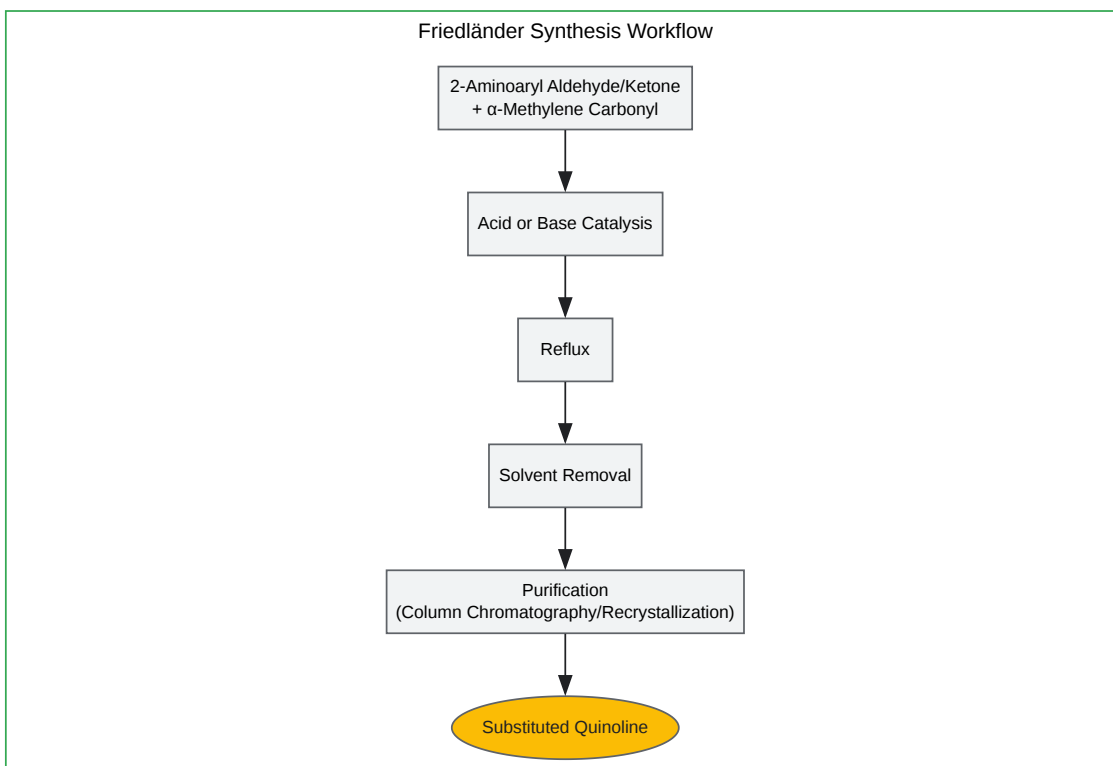 Friedländer Synthesis Workflow
2-Aminoaryl Aldehyde/Ketone
+ α-Methylene Carbonyl
Acid or Base Catalysis
Reflux
Solvent Removal
Purification
(Column Chromatography/Recrystallization)
Substituted Quinoline